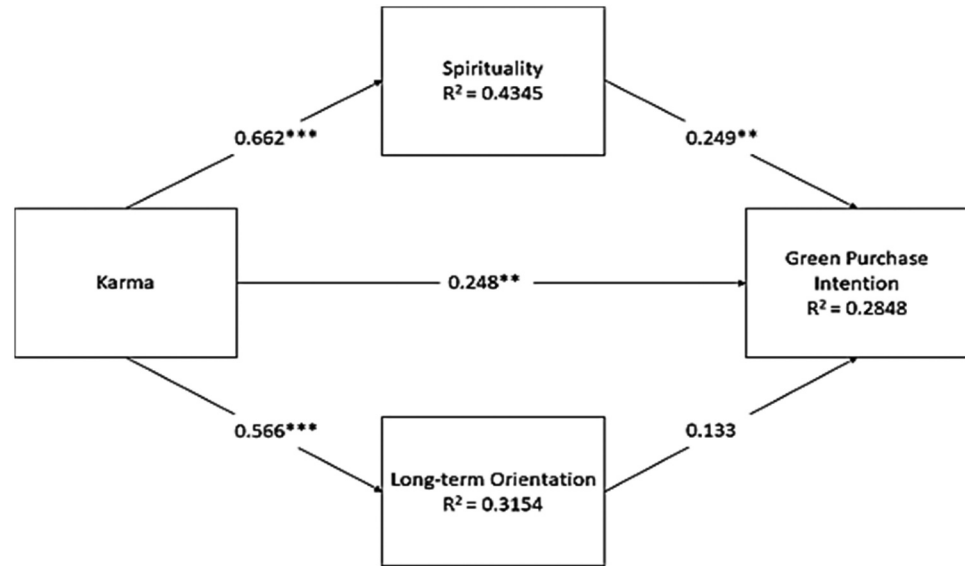 Spirituality
R² = 0.4345
0.662***
0.249**
Karma
0.248**
Green Purchase
Intention
R² = 0.2848
0.566***
0.133
Long-term Orientation
R² = 0.3154